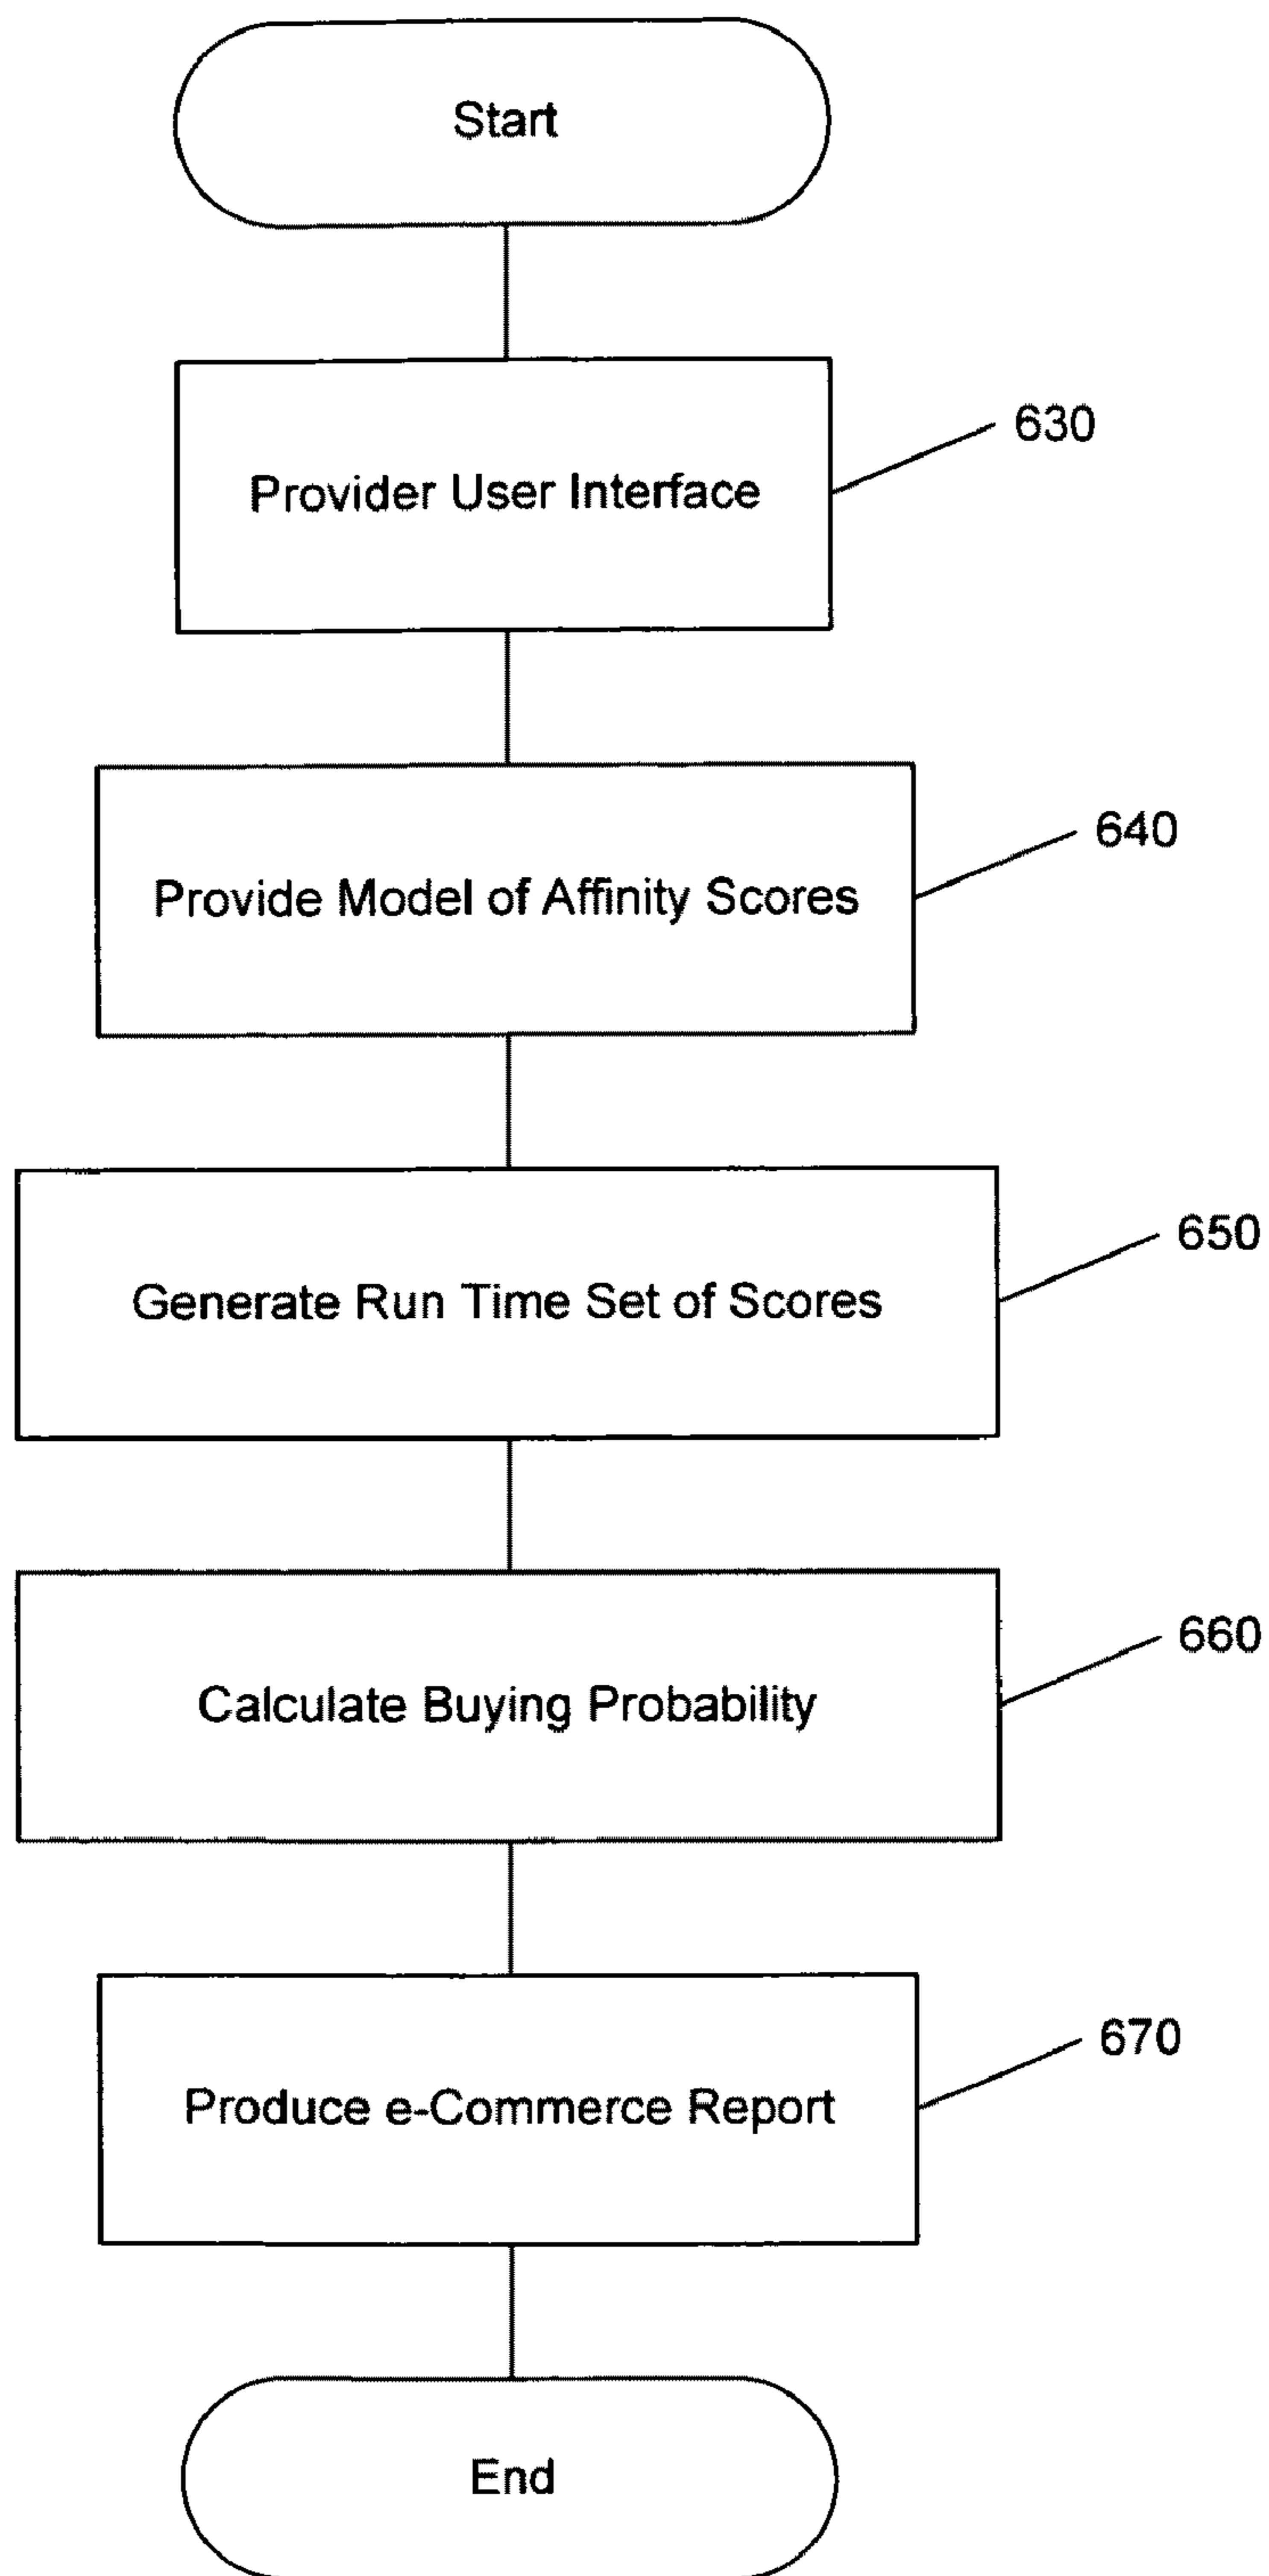 Start
Provider User Interface
630
Provide Model of Affinity Scores
640
Generate Run Time Set of Scores
650
Calculate Buying Probability
660
Produce e-Commerce Report
670
End